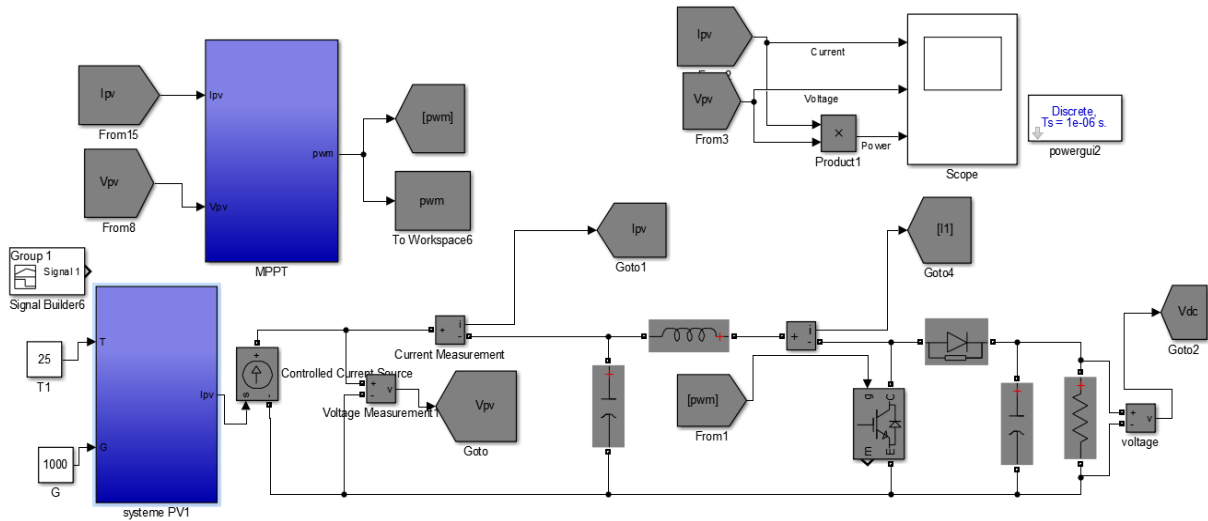 Ipv
From15
Vpv
From8
Ipv
Vpv
pwm
MPPT
[pwm]
pwm
To Workspace6
Ipv
Vpv
From3
Current
Voltage
Product1
Power
Scope
Discrete,
Ts = 1e-06 s.
powergui2
Group 1
Signal 1
Signal Builder6
25
T1
1000
G
T
G
Ipv
systeme PV1
s
+
-
Controlled Current Source
+
i
-
Current Measurement
Ipv
Goto1
+
-
v
Voltage Measurement1
Vpv
Goto
+
+
+
i
-
[I1]
Goto4
[pwm]
From1
g
C
m
E
+
+
+
-
v
voltage
Vdc
Goto2